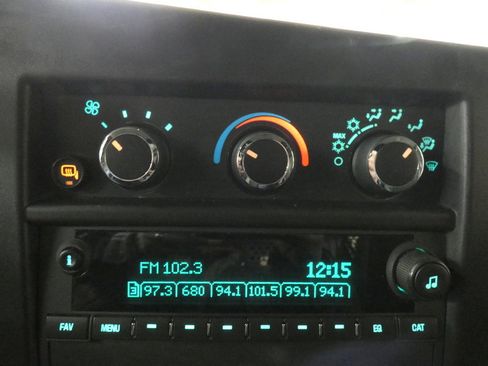 MAX
i
FM 102.3 12:15
3 97.3 680 94.1 101.5 99.1 94.1
FAV MENU EQ CAT